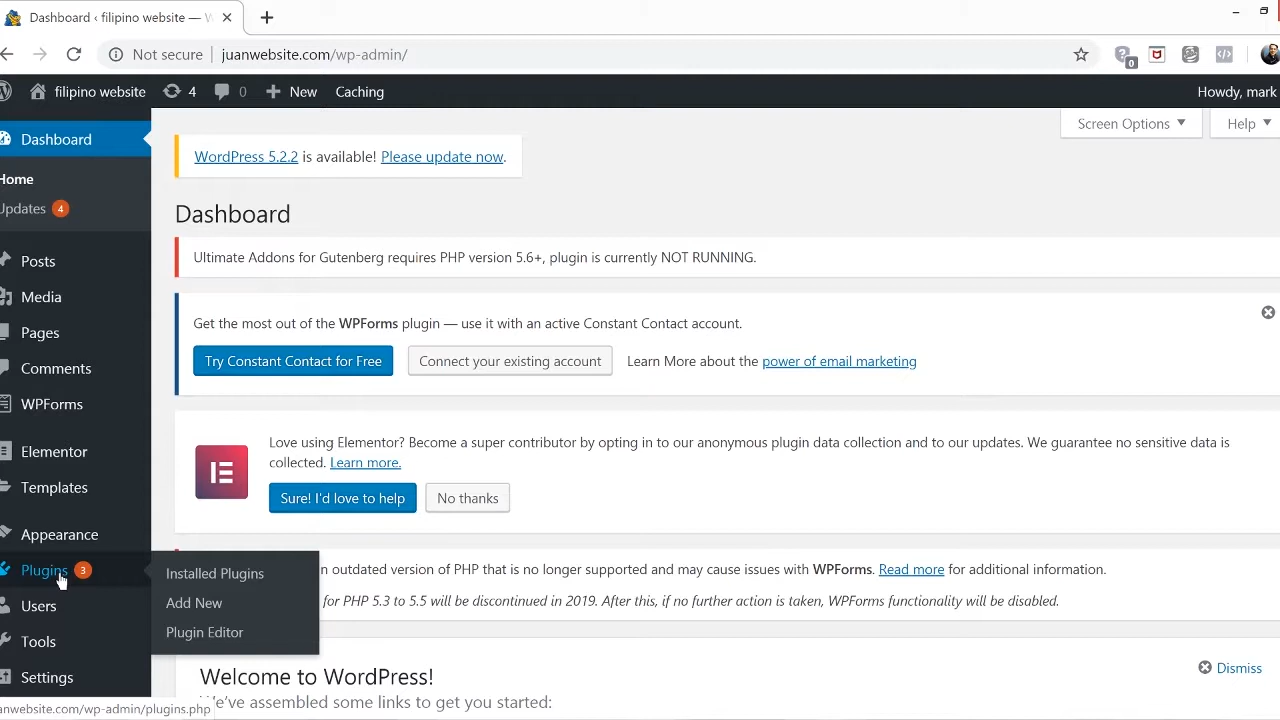 Dashboard ‹ filipino website — W
Not secure | juanwebsite.com/wp-admin/
0
filipino website 4 0 New Caching Howdy, mark
Dashboard
Home
Updates 4
Posts
Media
Pages
Comments
WPForms
Elementor
Templates
Appearance
Plugins 3
Users
Tools
Settings
Installed Plugins
Add New
Plugin Editor
Screen Options Help
WordPress 5.2.2 is available! Please update now.
Dashboard
Ultimate Addons for Gutenberg requires PHP version 5.6+, plugin is currently NOT RUNNING.
Get the most out of the WPForms plugin — use it with an active Constant Contact account.
Try Constant Contact for Free Connect your existing account Learn More about the power of email marketing
Love using Elementor? Become a super contributor by opting in to our anonymous plugin data collection and to our updates. We guarantee no sensitive data is
collected. Learn more.
Sure! I'd love to help No thanks
n outdated version of PHP that is no longer supported and may cause issues with WPForms. Read more for additional information.
for PHP 5.3 to 5.5 will be discontinued in 2019. After this, if no further action is taken, WPForms functionality will be disabled.
Welcome to WordPress!
Dismiss
We've assembled some links to get you started:
anwebsite.com/wp-admin/plugins.php